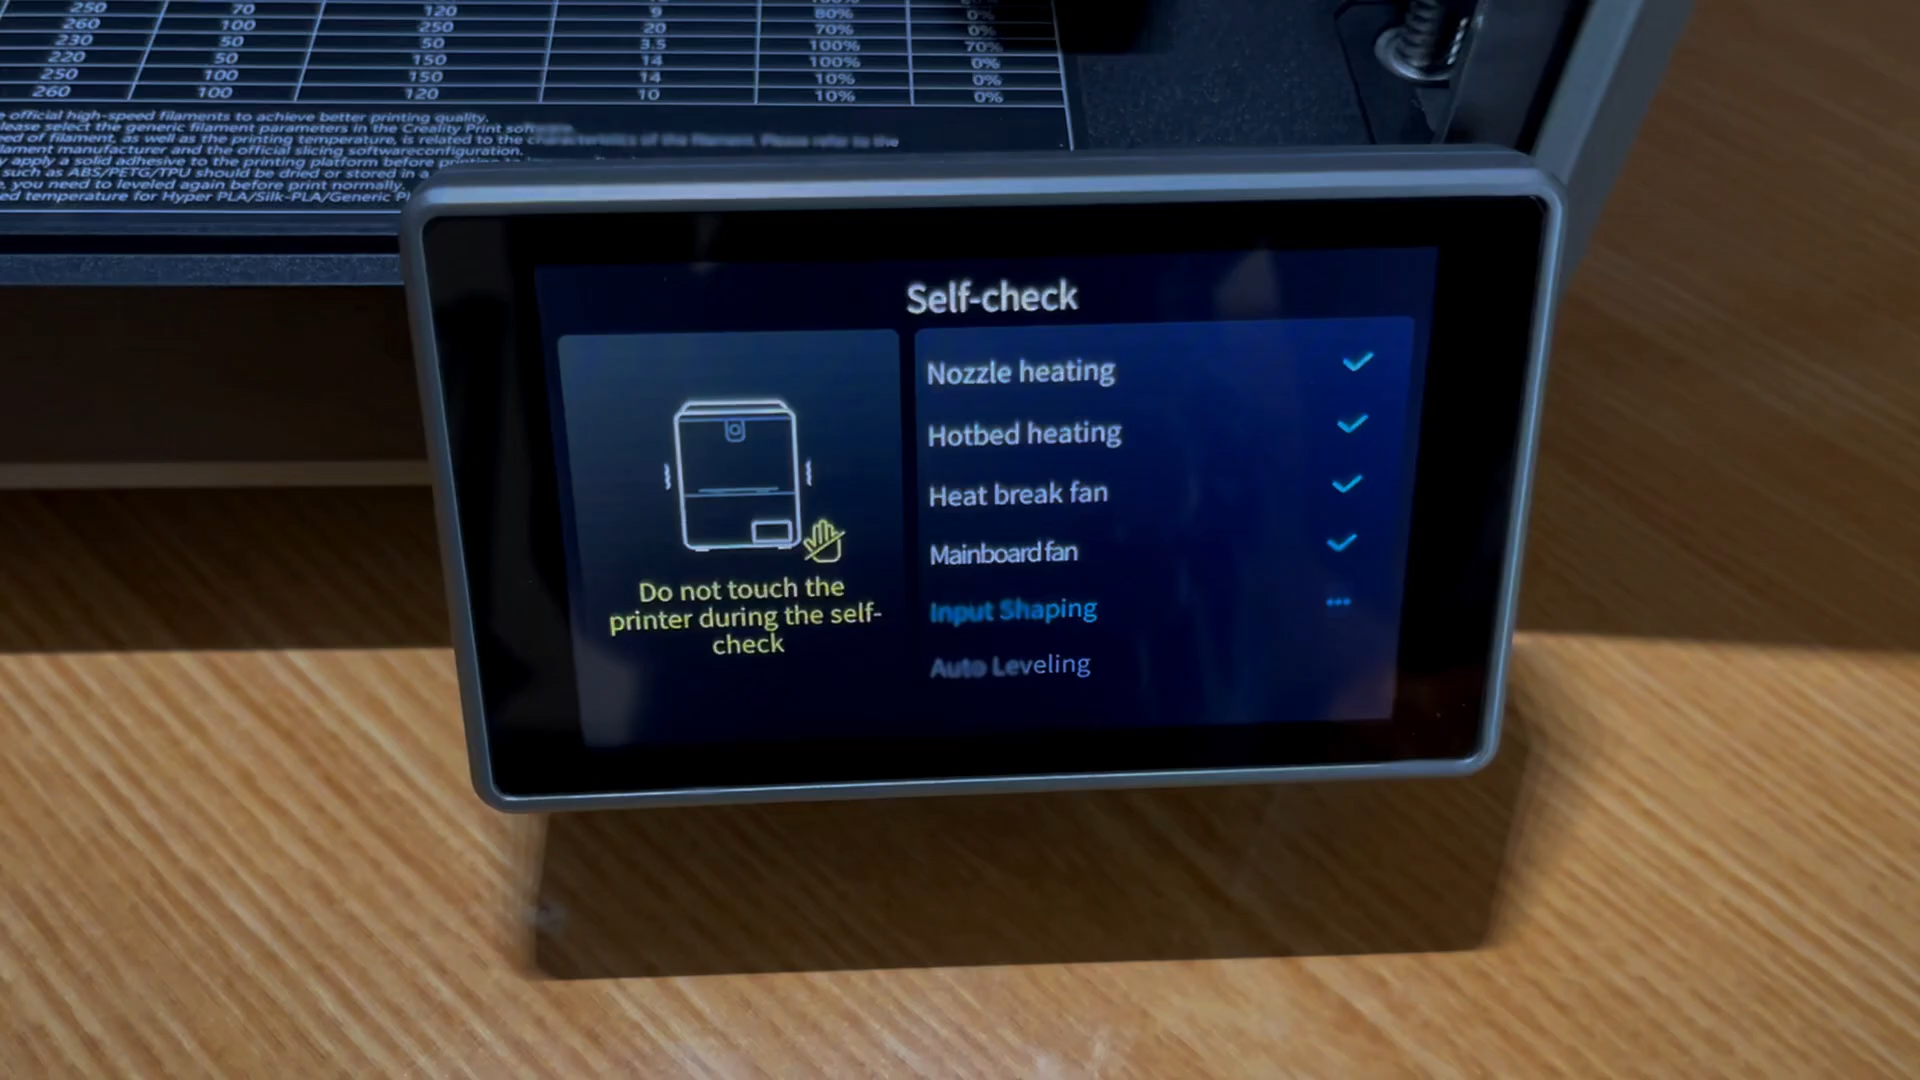 250 70 120 9
260 100 250 20 80% 0%
230 50 50 3.5 70% 0%
220 50 150 14 100% 70%
250 100 150 14 100% 0%
260 100 120 10 10% 0%
10% 0%
official high-speed filaments to achieve better printing quality.
lease select the generic filament parameters in the Creality Print software.
ed of filament, as well as the printing temperature, is related to the characteristics of the filament. Please refer to the
lament manufacturer and the official slicing softwareconfiguration.
y apply a solid adhesive to the printing platform before printing
such as ABS/PETG/TPU should be dried or stored in a
, you need to leveled again before print normally.
ed temperature for Hyper PLA/Silk-PLA/Generic
Self-check
Nozzle heating
Hotbed heating
Heat break fan
Mainboard fan
Input Shaping
Auto Leveling
Do not touch the
printer during the self-
check